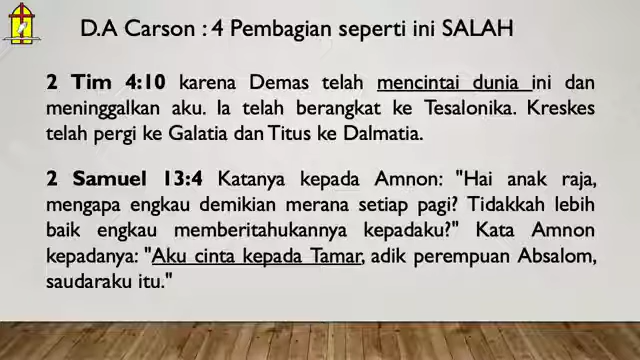 D.A Carson : 4 Pembagian seperti ini SALAH
2 Tim 4:10 karena Demas telah mencintai dunia ini dan
meninggalkan aku. Ia telah berangkat ke Tesalonika. Kreskes
telah pergi ke Galatia dan Titus ke Dalmatia.
2 Samuel 13:4 Katanya kepada Amnon: "Hai anak raja,
mengapa engkau demikian merana setiap pagi? Tidakkah lebih
baik engkau memberitahukannya kepadaku?" Kata Amnon
kepadanya: "Aku cinta kepada Tamar, adik perempuan Absalom,
saudaraku itu."